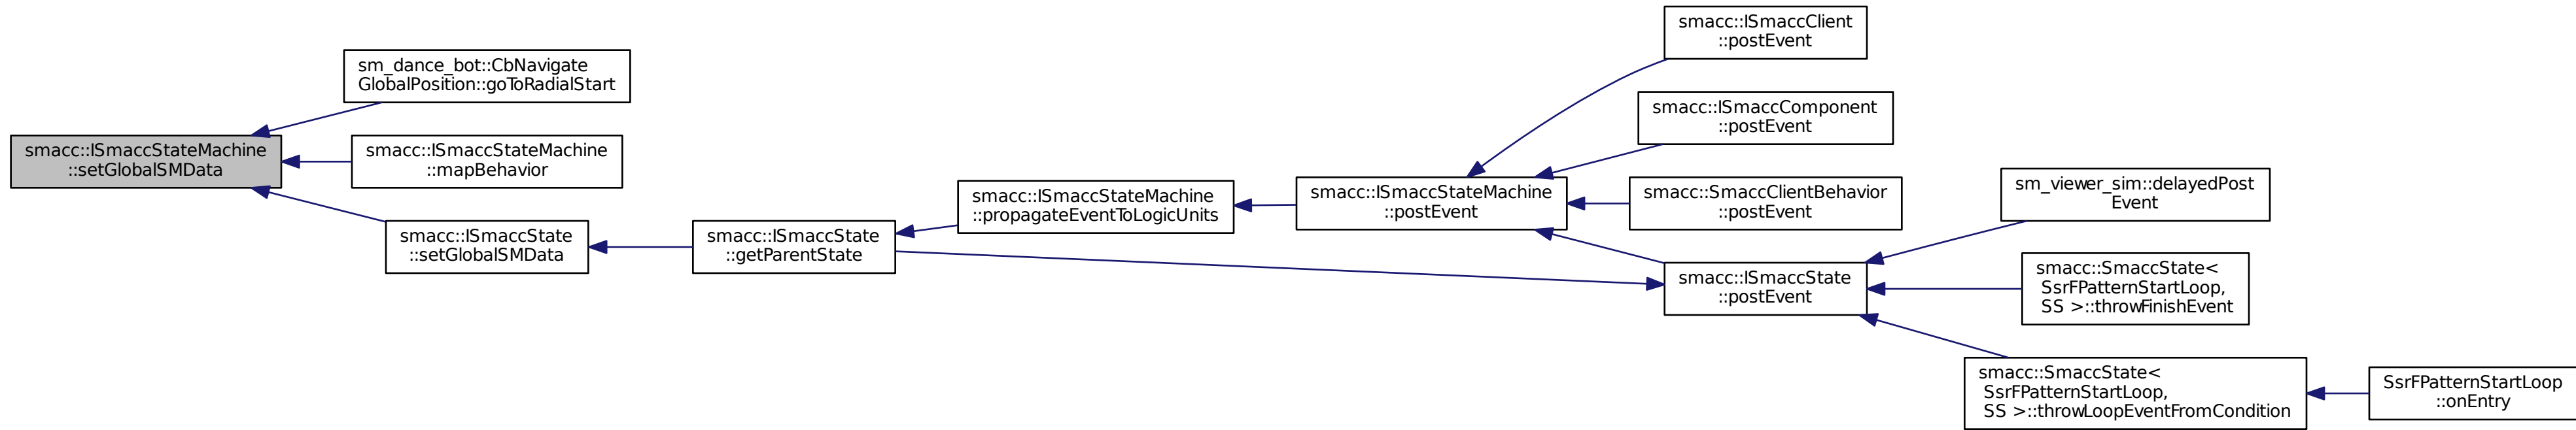 smacc::ISmaccStateMachine
::setGlobalSMData
sm_dance_bot::CbNavigate
GlobalPosition::goToRadialStart
smacc::ISmaccStateMachine
::mapBehavior
smacc::ISmaccState
::setGlobalSMData
smacc::ISmaccState
::getParentState
smacc::ISmaccStateMachine
::propagateEventToLogicUnits
smacc::ISmaccStateMachine
::postEvent
smacc::ISmaccClient
::postEvent
smacc::ISmaccComponent
::postEvent
smacc::SmaccClientBehavior
::postEvent
smacc::ISmaccState
::postEvent
sm_viewer_sim::delayedPost
Event
smacc::SmaccState<
SsrFPatternStartLoop,
SS >::throwFinishEvent
smacc::SmaccState<
SsrFPatternStartLoop,
SS >::throwLoopEventFromCondition
SsrFPatternStartLoop
::onEntry